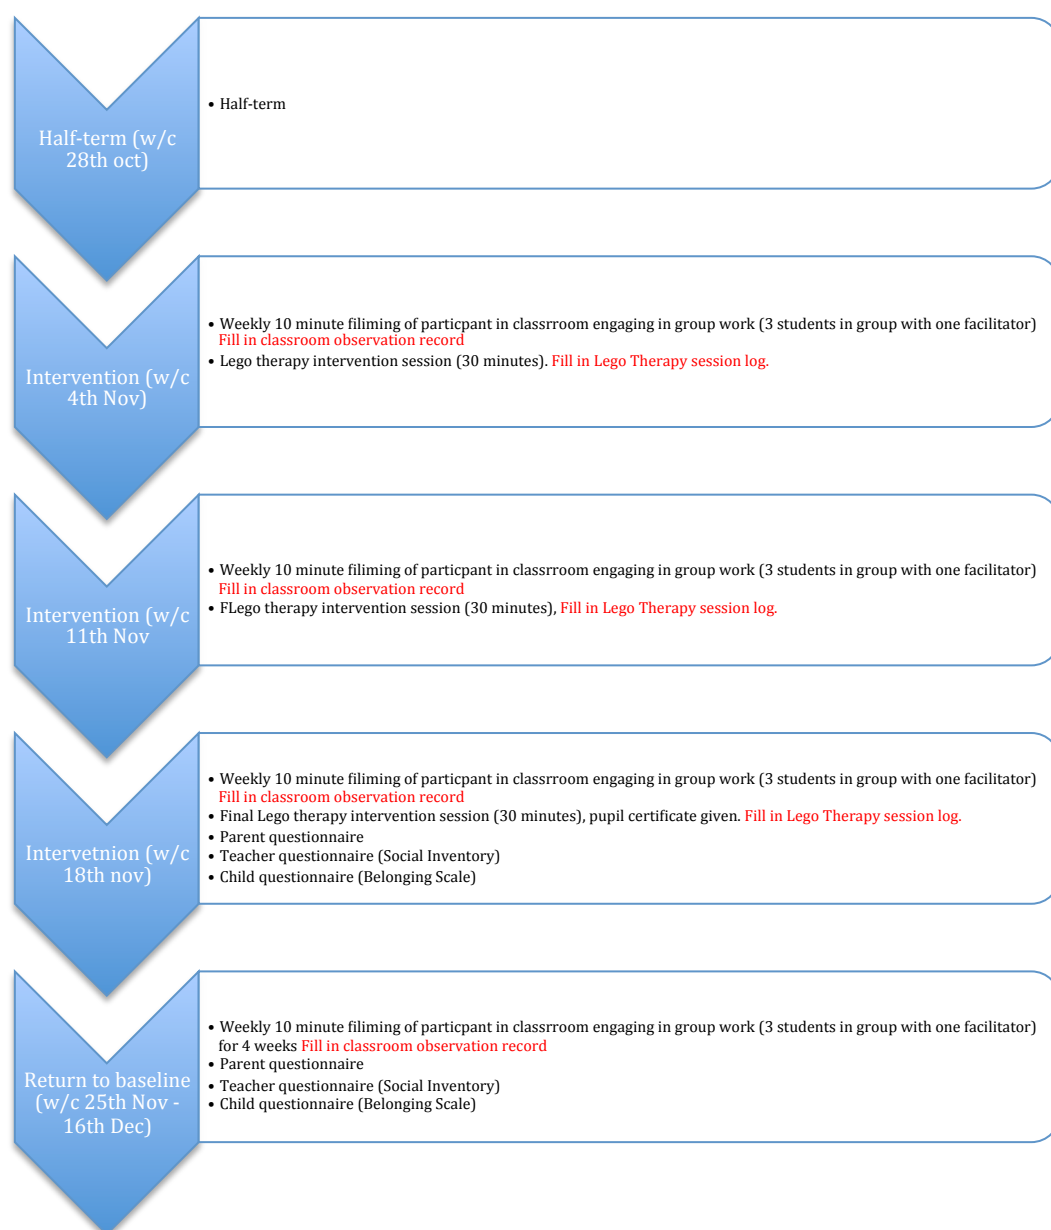 Half-term (w/c
28th oct)
• Half-term
Intervention (w/c
4th Nov)
• Weekly 10 minute filiming of particpant in classrroom engaging in group work (3 students in group with one facilitator)
Fill in classroom observation record
• Lego therapy intervention session (30 minutes). Fill in Lego Therapy session log.
Intervention (w/c
11th Nov
• Weekly 10 minute filiming of particpant in classrroom engaging in group work (3 students in group with one facilitator)
Fill in classroom observation record
• FLego therapy intervention session (30 minutes), Fill in Lego Therapy session log.
Intervetnion (w/c
18th nov)
• Weekly 10 minute filiming of particpant in classrroom engaging in group work (3 students in group with one facilitator)
Fill in classroom observation record
• Final Lego therapy intervention session (30 minutes), pupil certificate given. Fill in Lego Therapy session log.
• Parent questionnaire
• Teacher questionnaire (Social Inventory)
• Child questionnaire (Belonging Scale)
Return to baseline
(w/c 25th Nov -
16th Dec)
• Weekly 10 minute filiming of particpant in classrroom engaging in group work (3 students in group with one facilitator)
for 4 weeks Fill in classroom observation record
• Parent questionnaire
• Teacher questionnaire (Social Inventory)
• Child questionnaire (Belonging Scale)